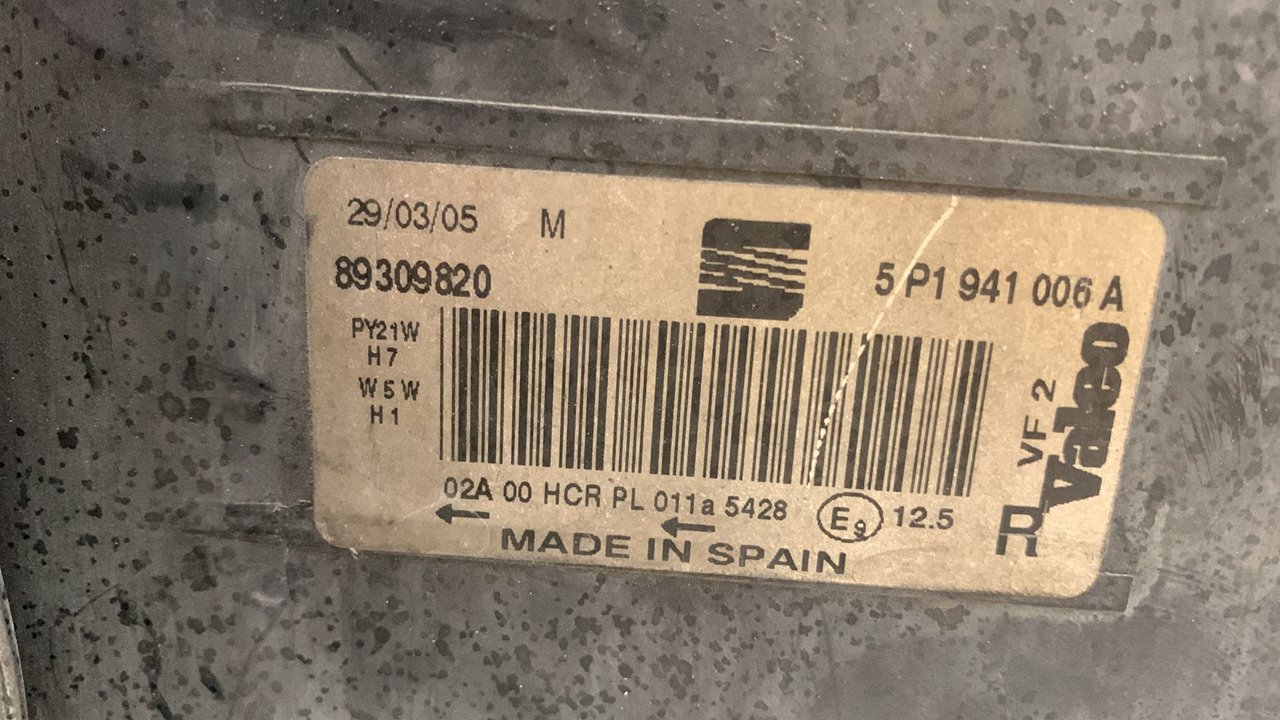 29/03/05 M
89309820
5P1 941 006 A
PY21W
H7
W5W
H1
VF 2
Valeo
R
02A 00 HCR PL 011a 5428 E9 12.5
MADE IN SPAIN